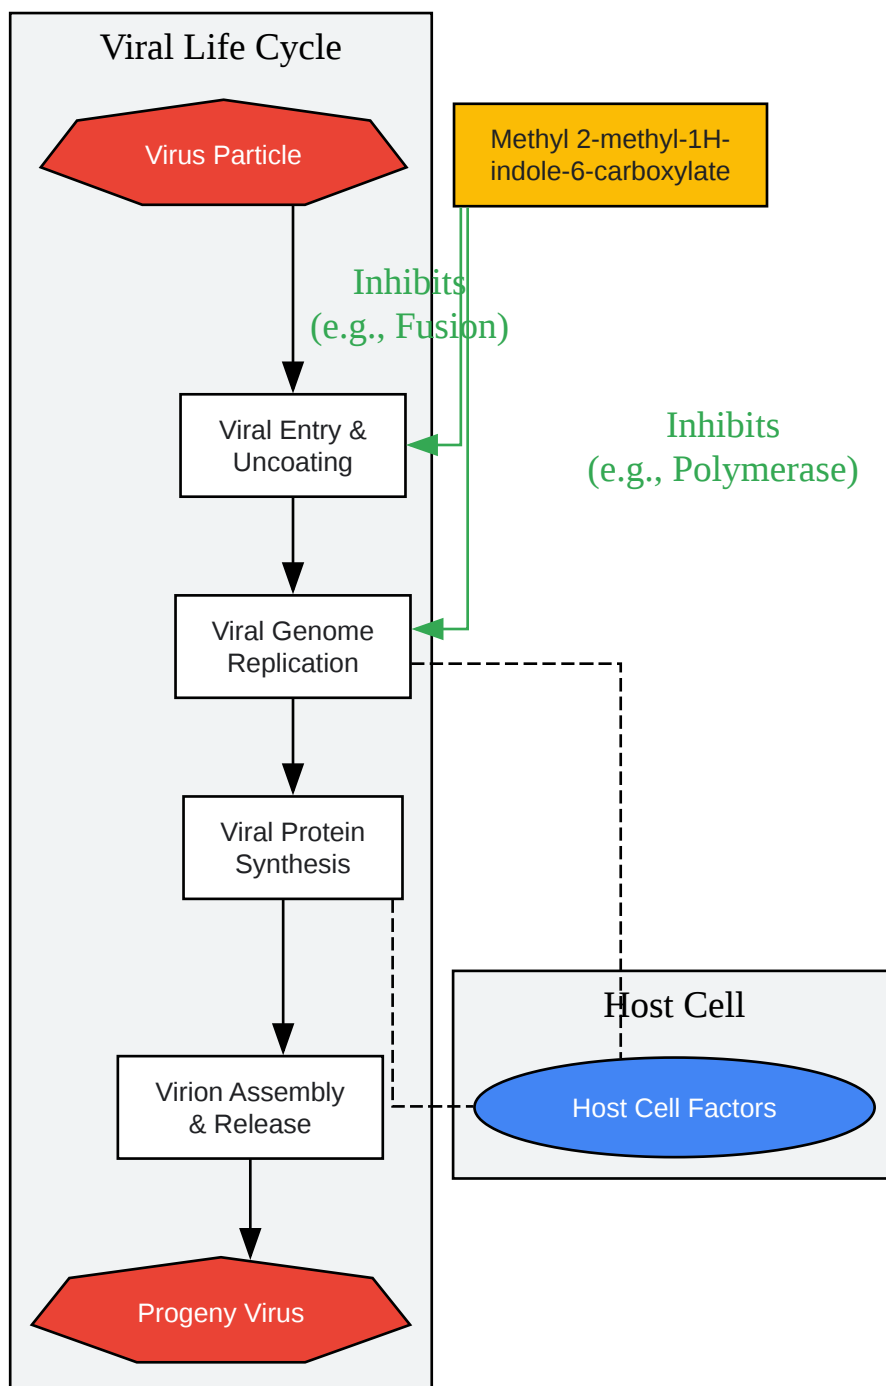 Viral Life Cycle
Virus Particle
Methyl 2-methyl-1H-
indole-6-carboxylate
Inhibits
(e.g., Fusion)
Inhibits
(e.g., Polymerase)
Viral Entry &
Uncoating
Viral Genome
Replication
Viral Protein
Synthesis
Host Cell
Virion Assembly
& Release
Host Cell Factors
Progeny Virus